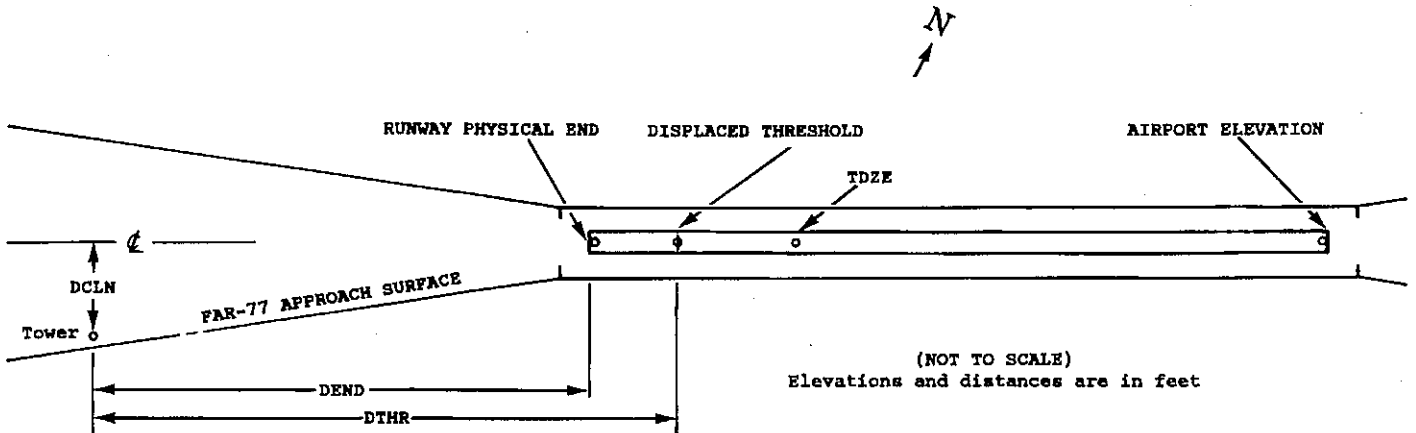 N
RUNWAY PHYSICAL END
DISPLACED THRESHOLD
AIRPORT ELEVATION
TDZE
℄
DCLN
FAR-77 APPROACH SURFACE
Tower
(NOT TO SCALE)
Elevations and distances are in feet
DEND
DTHR